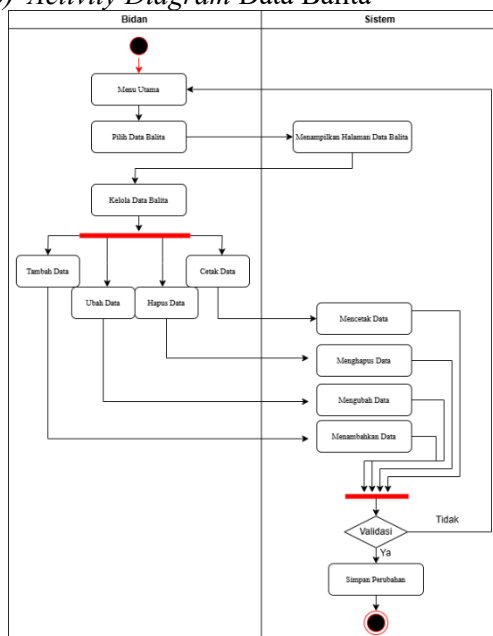 Activity Diagram Data Balita
Bidan
Sistem
Menu Utama
Pilih Data Balita
Menampilkan Halaman Data Balita
Kelola Data Balita
Tambah Data
Cetak Data
Ubah Data
Hapus Data
Mencetak Data
Menghapus Data
Mengubah Data
Menambahkan Data
Validasi
Tidak
Ya
Simpan Perubahan